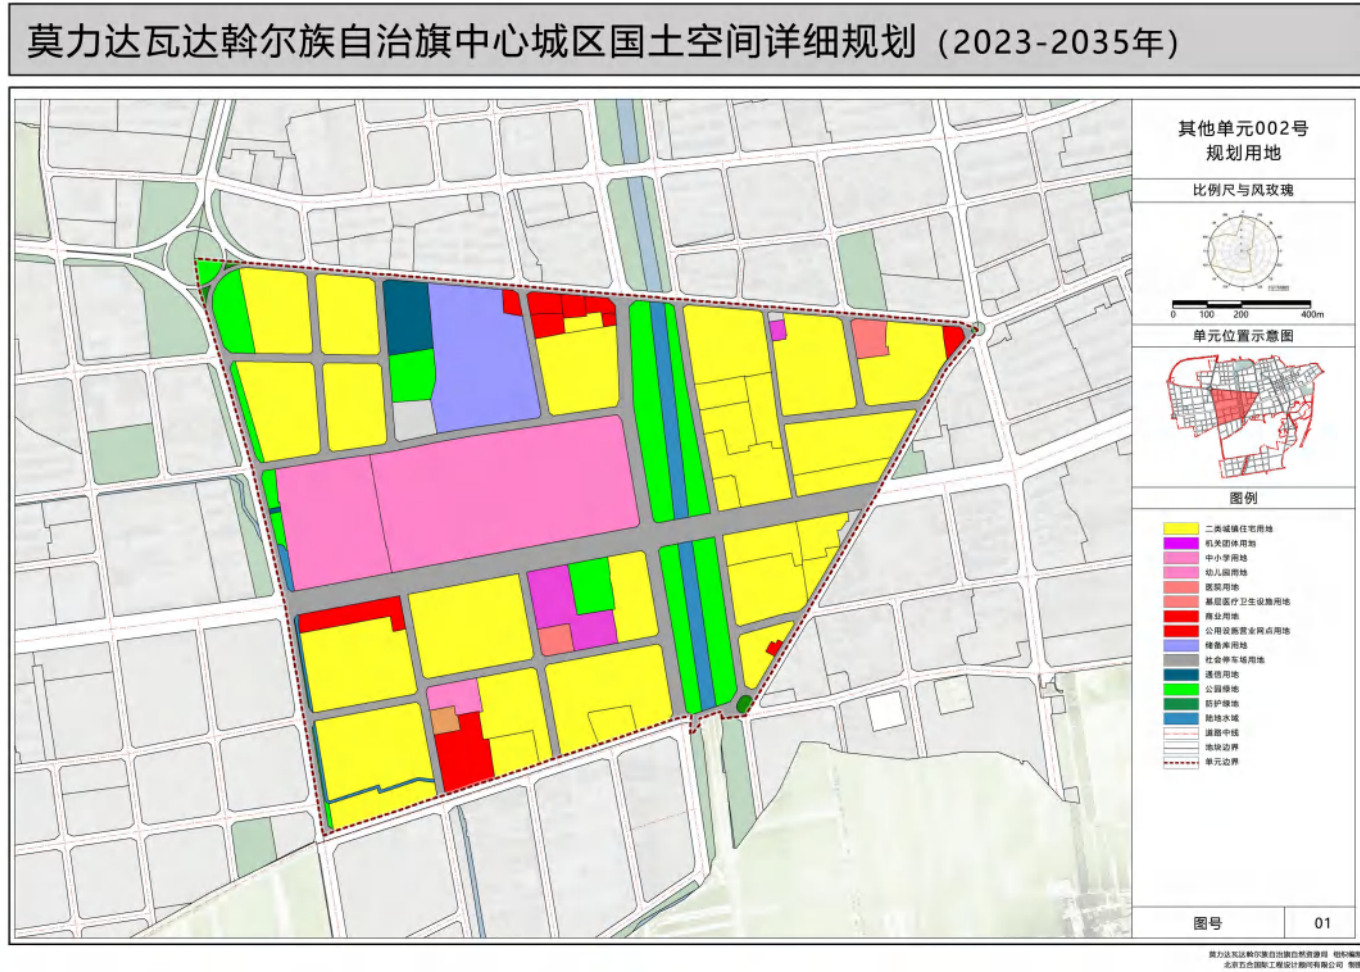 莫力达瓦达斡尔族自治旗中心城区国土空间详细规划（2023-2035年）
其他单元002号
规划用地
比例尺与风玫瑰
0 100 200 400m
单元位置示意图
图例
二类城镇住宅用地
机关团体用地
中小学用地
幼儿园用地
医院用地
基层医疗卫生设施用地
商业用地
公用设施营业网点用地
储备库用地
社会停车场用地
通信用地
公园绿地
防护绿地
陆地水域
道路中线
地块边界
单元边界
图号 01
莫力达瓦达斡尔族自治旗自然资源局 组织编制
北京五合国际工程设计顾问有限公司